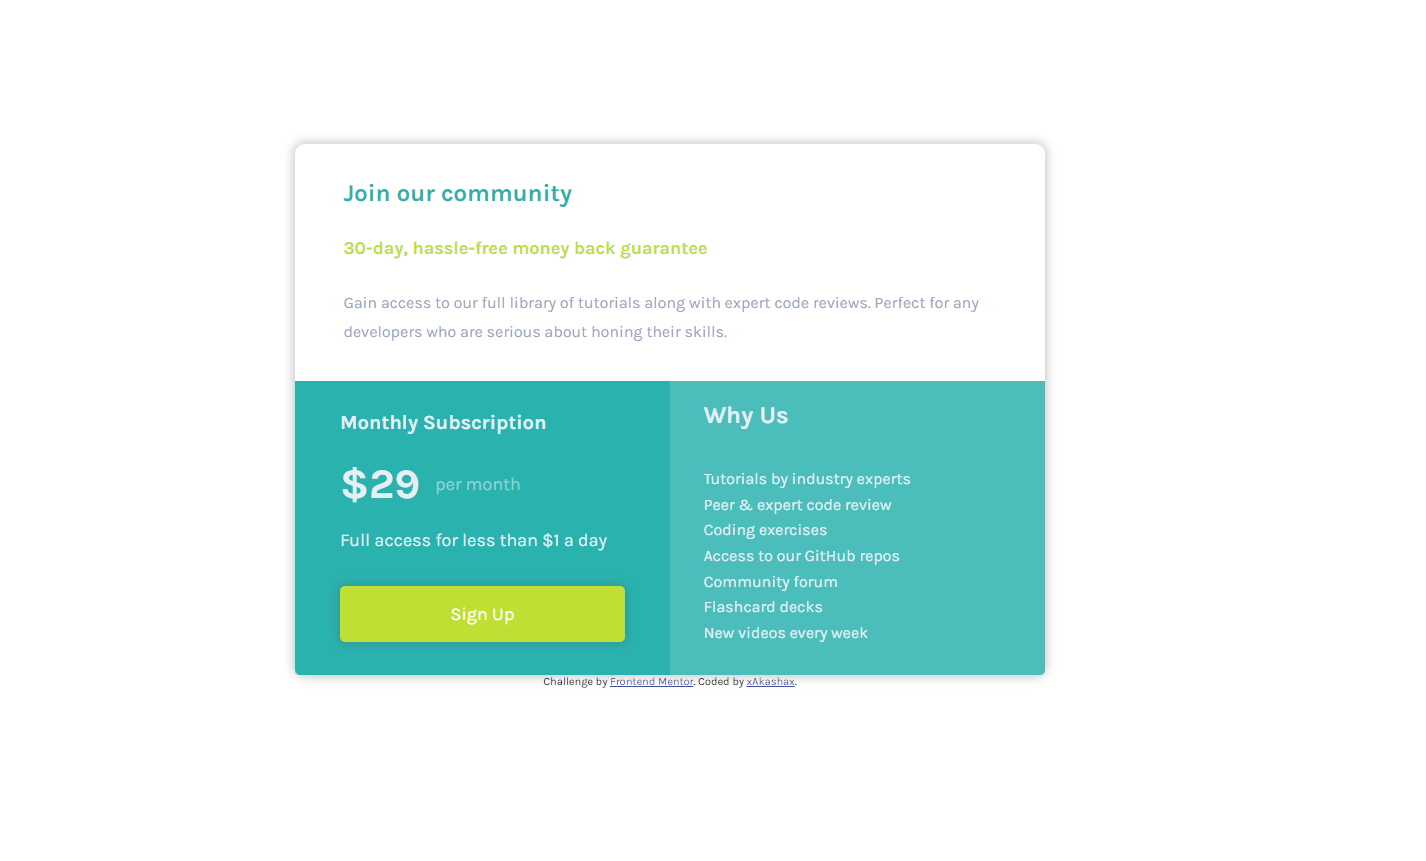 Join our community
30-day, hassle-free money back guarantee
Gain access to our full library of tutorials along with expert code reviews. Perfect for any
developers who are serious about honing their skills.
Monthly Subscription
$29 per month
Full access for less than $1 a day
Sign Up
Why Us
Tutorials by industry experts
Peer & expert code review
Coding exercises
Access to our GitHub repos
Community forum
Flashcard decks
New videos every week
Challenge by Frontend Mentor. Coded by xAkashax.